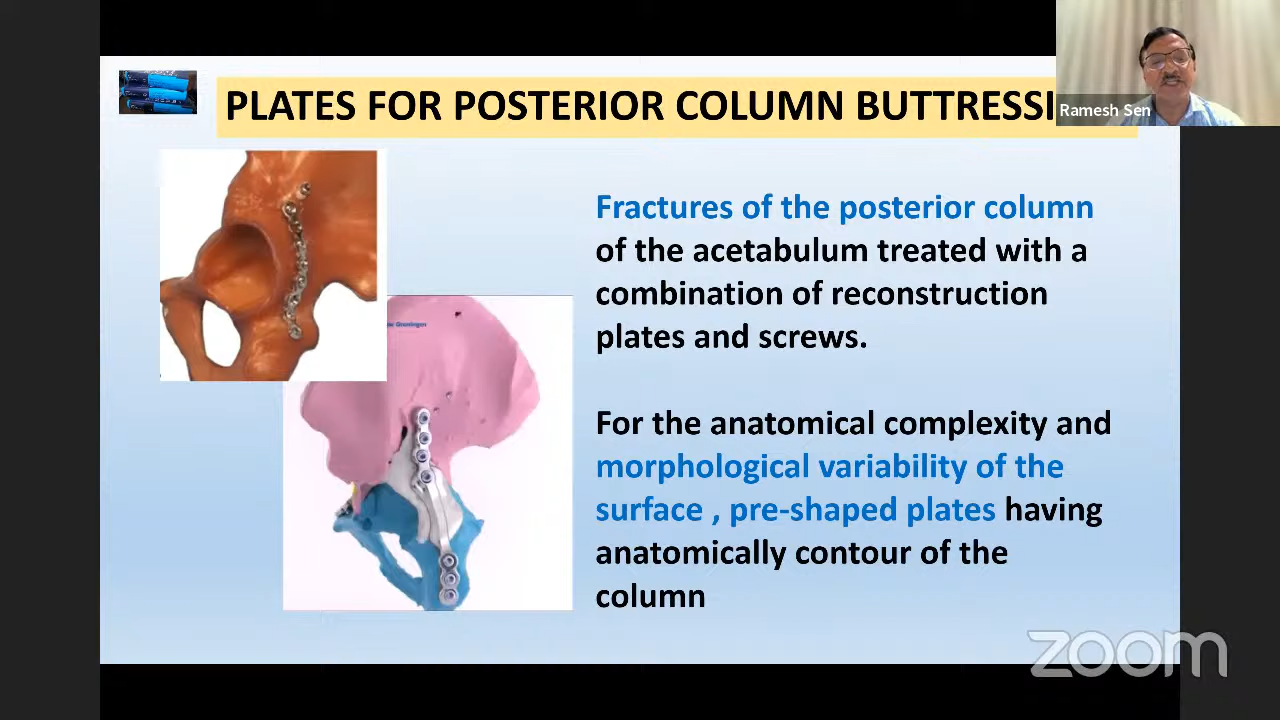 PLATES FOR POSTERIOR COLUMN BUTTRESSI
Ramesh Sen
Fractures of the posterior column
of the acetabulum treated with a
combination of reconstruction
plates and screws.
Groningen
For the anatomical complexity and
morphological variability of the
surface , pre-shaped plates having
anatomically contour of the
column
zoom